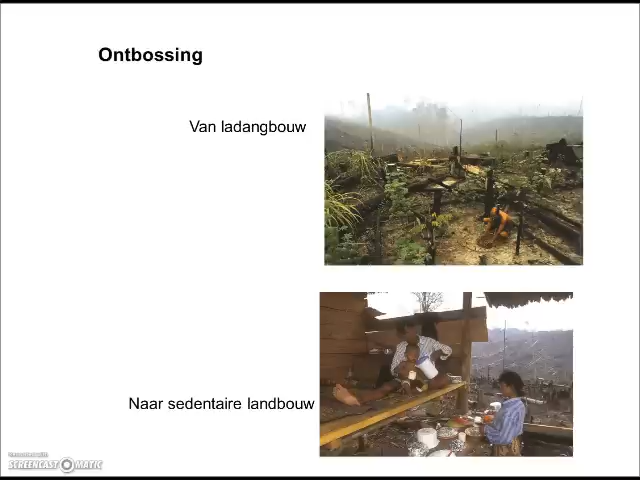 Ontbossing
Van ladangbouw
Naar sedentaire landbouw
SCREENCAST-O-MATIC